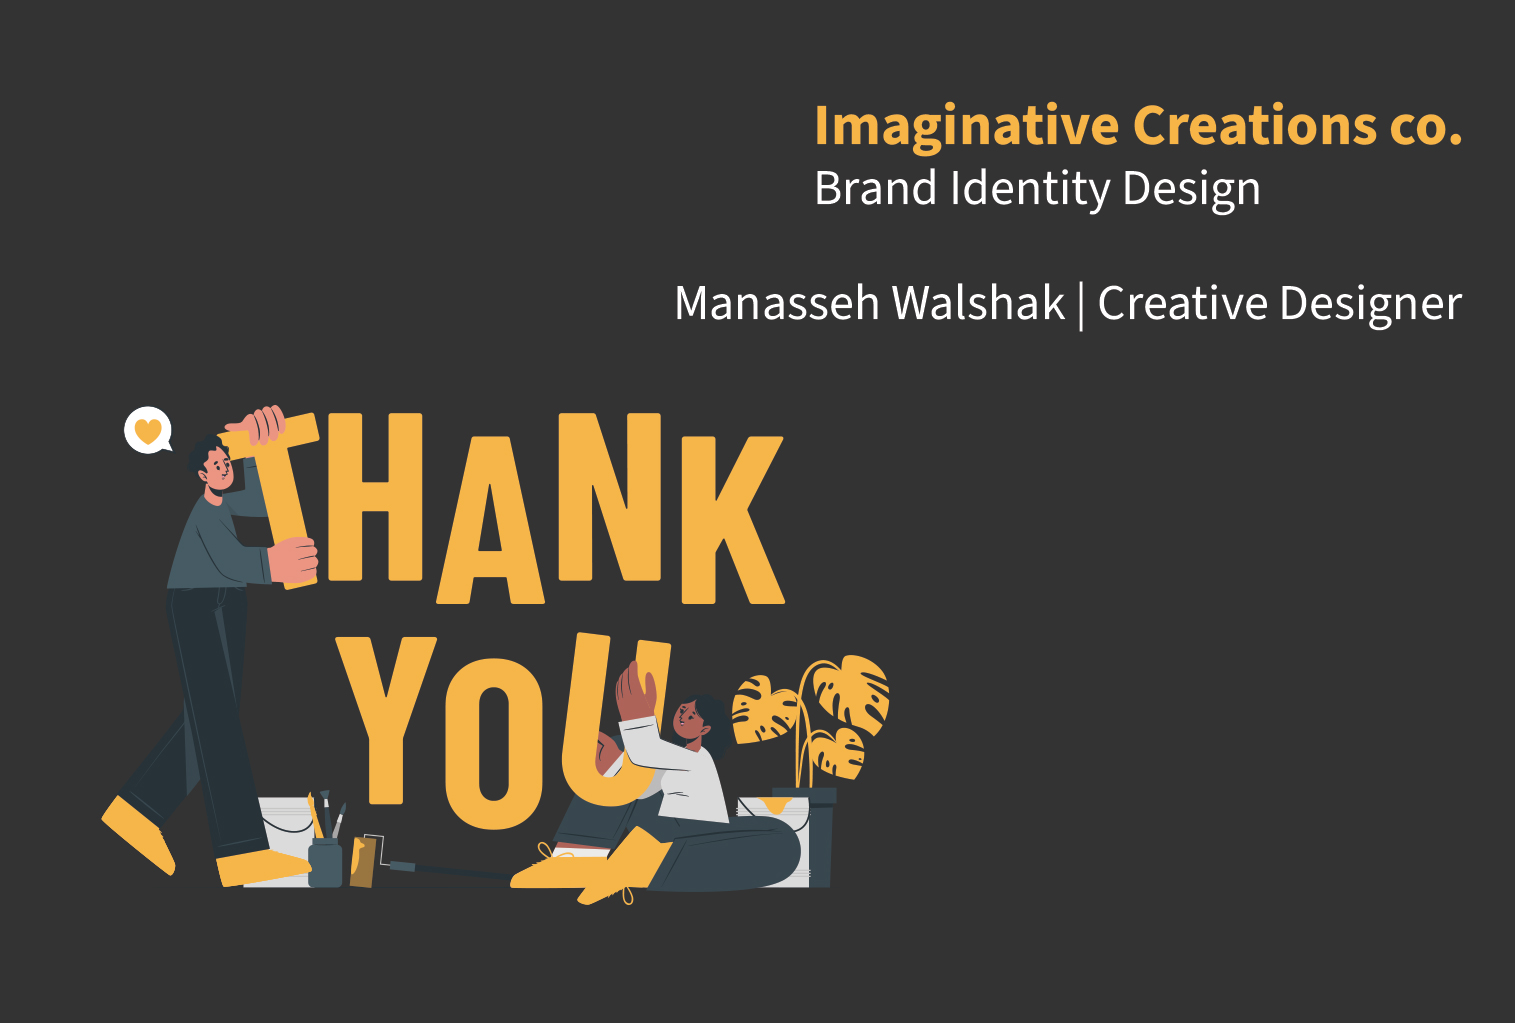 Imaginative Creations co.
Brand Identity Design
Manasseh Walshak | Creative Designer
THANK
YOU